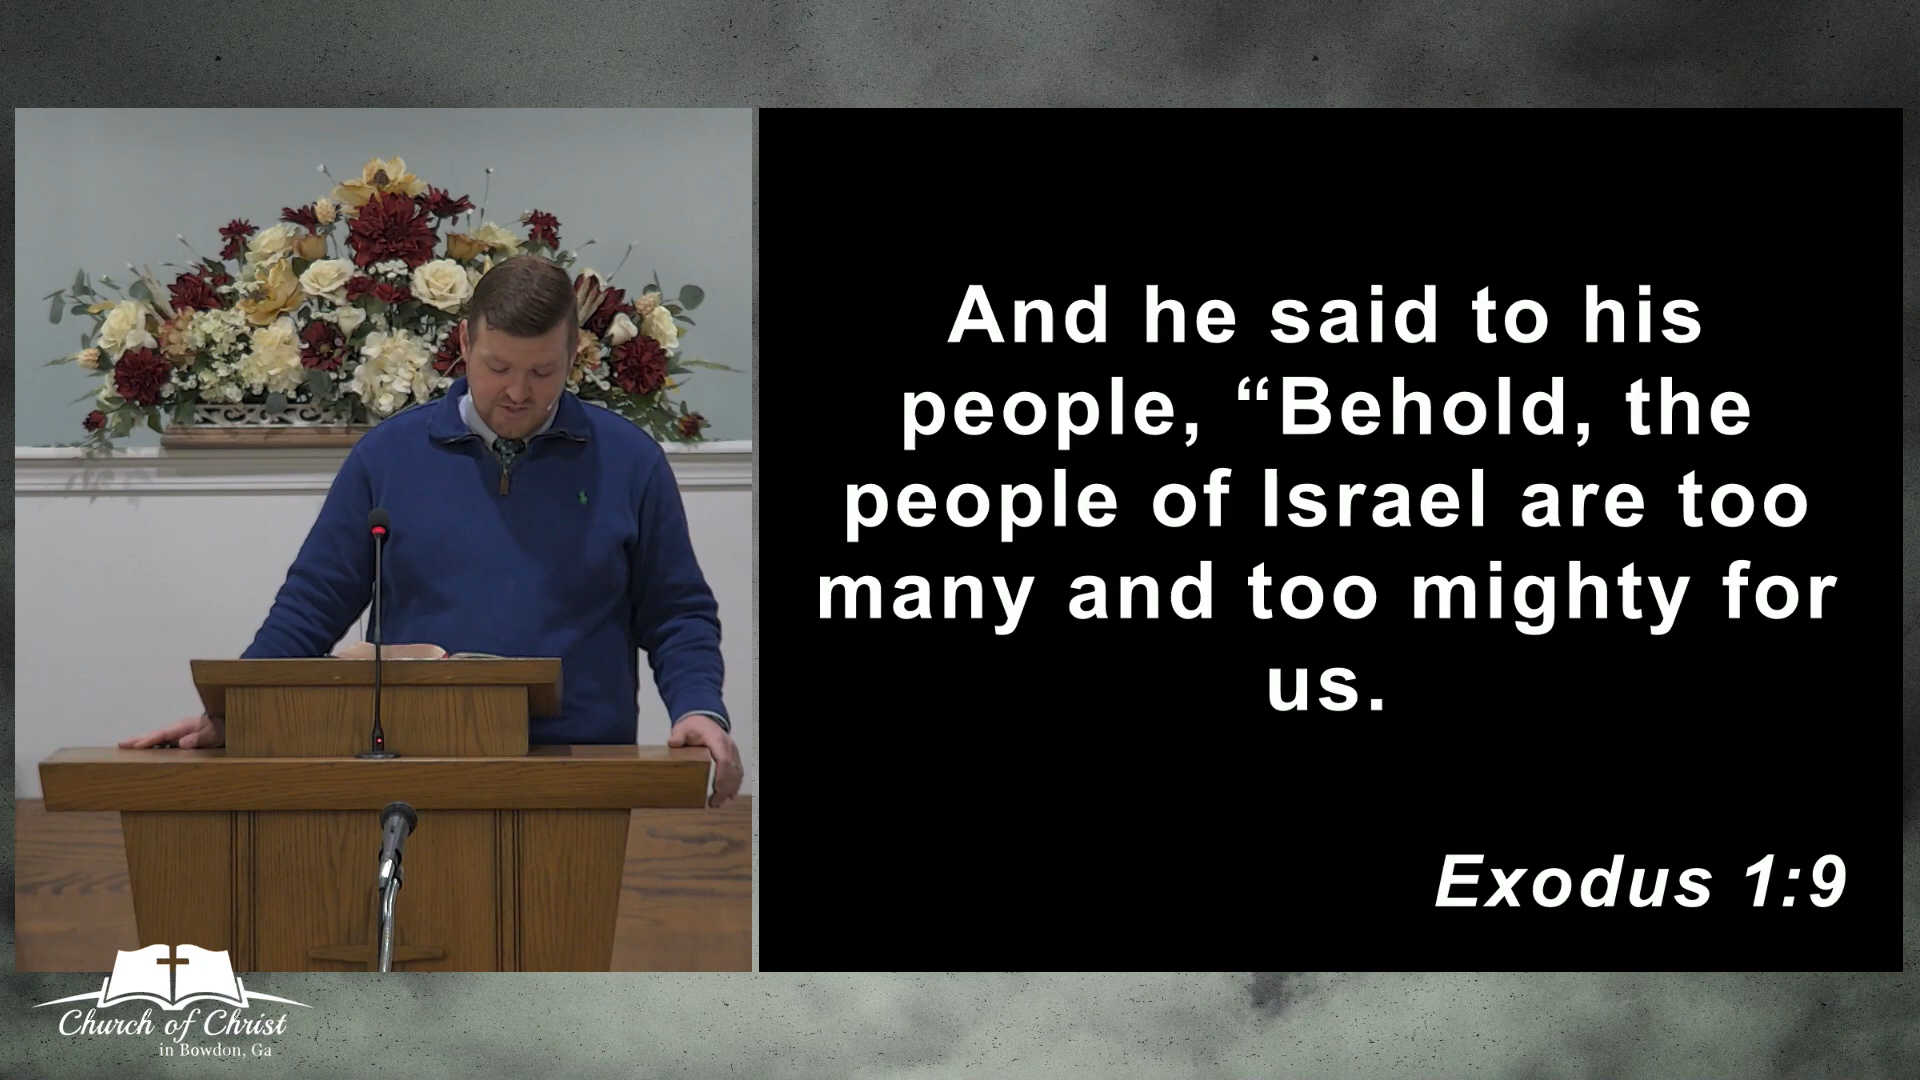 And he said to his
people, “Behold, the
people of Israel are too
many and too mighty for
us.
Exodus 1:9
Church of Christ
in Bowdon, Ga